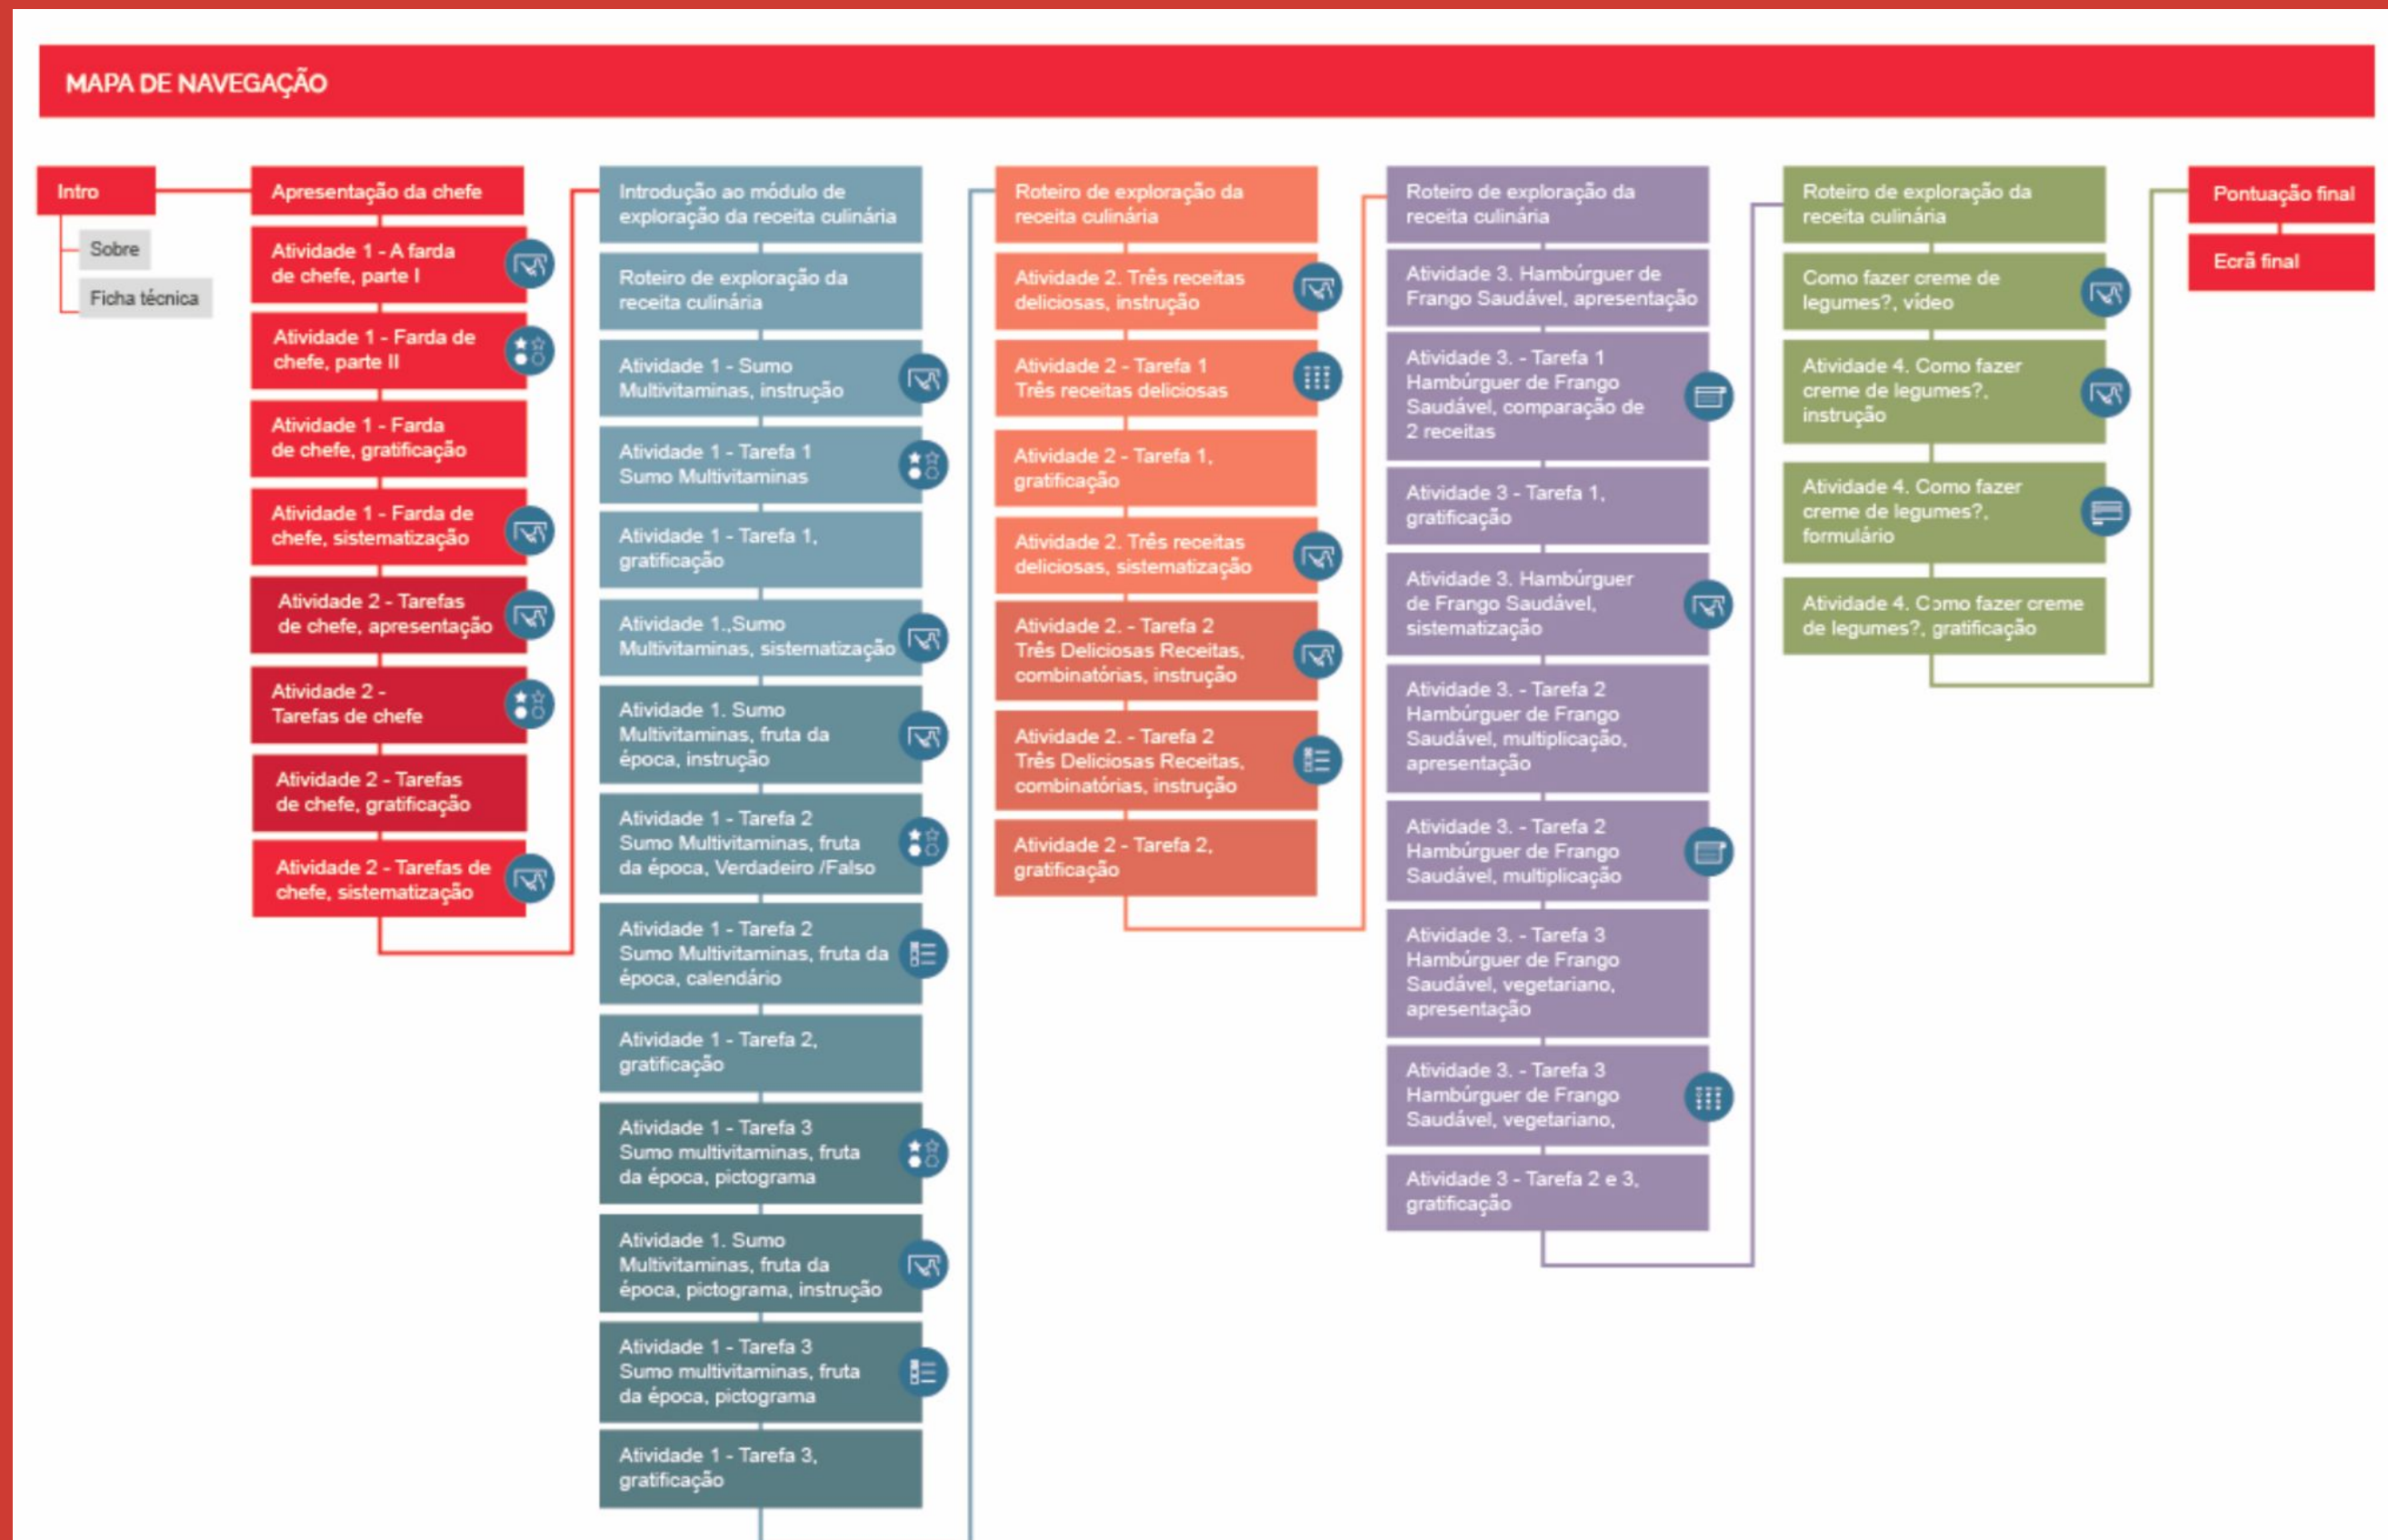 MAPA DE NAVEGAÇÃO
Intro
Sobre
Ficha técnica
Apresentação da chefe
Atividade 1 - A farda
de chefe, parte I
Atividade 1 - Farda de
chefe, parte II
Atividade 1 - Farda
de chefe, gratificação
Atividade 1 - Farda de
chefe, sistematização
Atividade 2 - Tarefas
de chefe, apresentação
Atividade 2 -
Tarefas de chefe
Atividade 2 - Tarefas
de chefe, gratificação
Atividade 2 - Tarefas de
chefe, sistematização
Introdução ao módulo de
exploração da receita culinária
Roteiro de exploração da
receita culinária
Atividade 1 - Sumo
Multivitaminas, instrução
Atividade 1 - Tarefa 1
Sumo Multivitaminas
Atividade 1 - Tarefa 1,
gratificação
Atividade 1.,Sumo
Multivitaminas, sistematização
Atividade 1. Sumo
Multivitaminas, fruta da
época, instrução
Atividade 1 - Tarefa 2
Sumo Multivitaminas, fruta
da época, Verdadeiro /Falso
Atividade 1 - Tarefa 2
Sumo Multivitaminas, fruta da
época, calendário
Atividade 1 - Tarefa 2,
gratificação
Atividade 1 - Tarefa 3
Sumo multivitaminas, fruta
da época, pictograma
Atividade 1. Sumo
Multivitaminas, fruta da
época, pictograma, instrução
Atividade 1 - Tarefa 3
Sumo multivitaminas, fruta
da época, pictograma
Atividade 1 - Tarefa 3,
gratificação
Roteiro de exploração da
receita culinária
Atividade 2. Três receitas
deliciosas, instrução
Atividade 2 - Tarefa 1
Três receitas deliciosas
Atividade 2 - Tarefa 1,
gratificação
Atividade 2. Três receitas
deliciosas, sistematização
Atividade 2. - Tarefa 2
Três Deliciosas Receitas,
combinatórias, instrução
Atividade 2. - Tarefa 2
Três Deliciosas Receitas,
combinatórias, instrução
Atividade 2 - Tarefa 2,
gratificação
Roteiro de exploração da
receita culinária
Atividade 3. Hambúrguer de
Frango Saudável, apresentação
Atividade 3. - Tarefa 1
Hambúrguer de Frango
Saudável, comparação de
2 receitas
Atividade 3 - Tarefa 1,
gratificação
Atividade 3. Hambúrguer
de Frango Saudável,
sistematização
Atividade 3. - Tarefa 2
Hambúrguer de Frango
Saudável, multiplicação,
apresentação
Atividade 3. - Tarefa 2
Hambúrguer de Frango
Saudável, multiplicação
Atividade 3. - Tarefa 3
Hambúrguer de Frango
Saudável, vegetariano,
apresentação
Atividade 3. - Tarefa 3
Hambúrguer de Frango
Saudável, vegetariano,
Atividade 3 - Tarefa 2 e 3,
gratificação
Roteiro de exploração da
receita culinária
Como fazer creme de
legumes?, vídeo
Atividade 4. Como fazer
creme de legumes?,
instrução
Atividade 4. Como fazer
creme de legumes?,
formulário
Atividade 4. Como fazer creme
de legumes?, gratificação
Pontuação final
Ecrã final